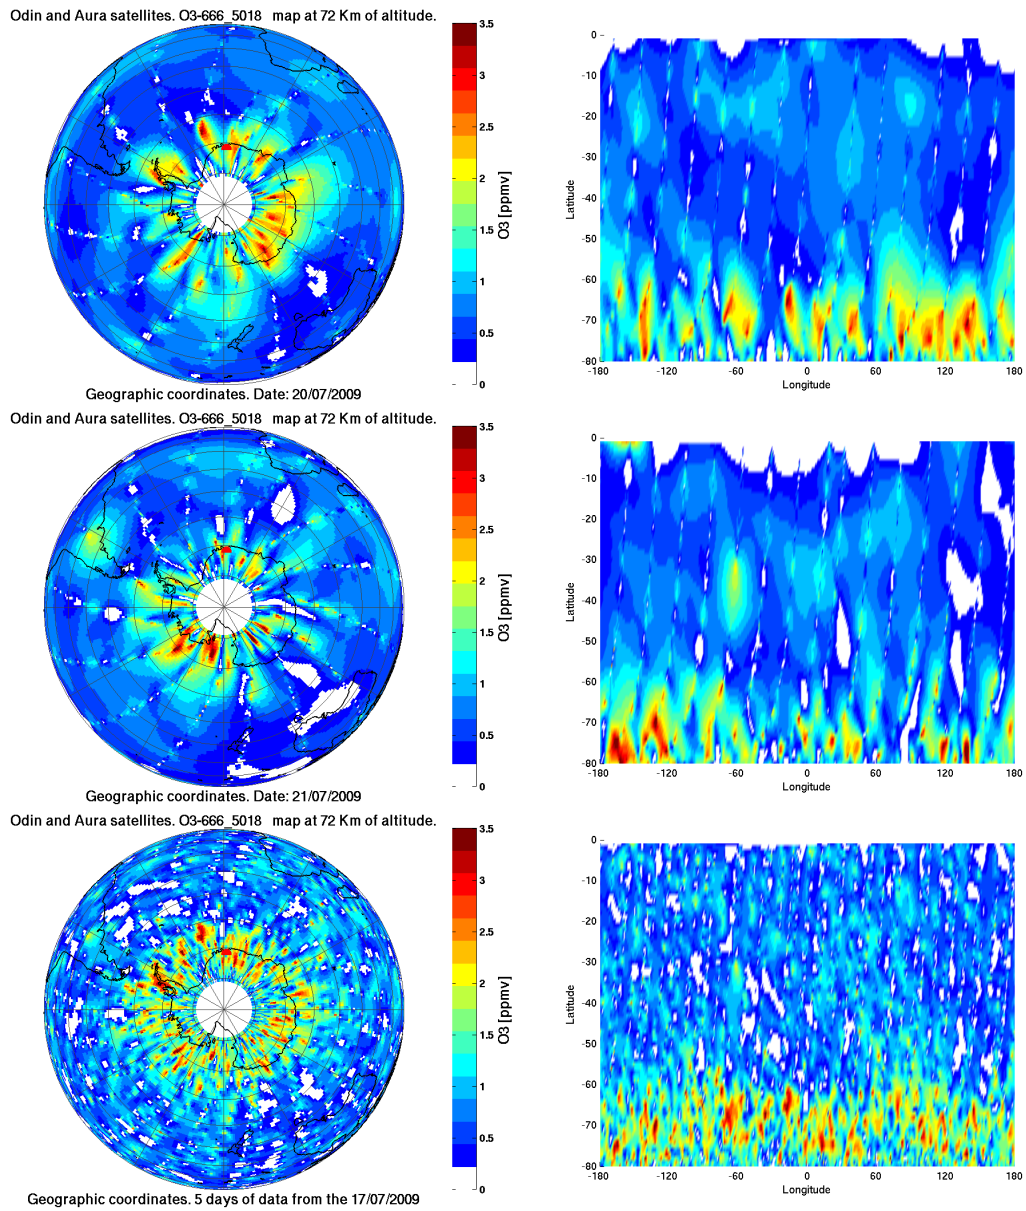 Odin and Aura satellites. O3-666_5018 map at 72 Km of altitude.
3.5
3
2.5
2
1.5
1
0.5
0
O3 [ppmv]
Geographic coordinates. Date: 20/07/2009
0
-10
-20
-30
-40
-50
-60
-70
-80
Latitude
-180 -120 -60 0 60 120 180
Longitude
Odin and Aura satellites. O3-666_5018 map at 72 Km of altitude.
3.5
3
2.5
2
1.5
1
0.5
0
O3 [ppmv]
Geographic coordinates. Date: 21/07/2009
0
-10
-20
-30
-40
-50
-60
-70
-80
Latitude
-180 -120 -60 0 60 120 180
Longitude
Odin and Aura satellites. O3-666_5018 map at 72 Km of altitude.
3.5
3
2.5
2
1.5
1
0.5
0
O3 [ppmv]
Geographic coordinates. 5 days of data from the 17/07/2009
0
-10
-20
-30
-40
-50
-60
-70
-80
Latitude
-180 -120 -60 0 60 120 180
Longitude